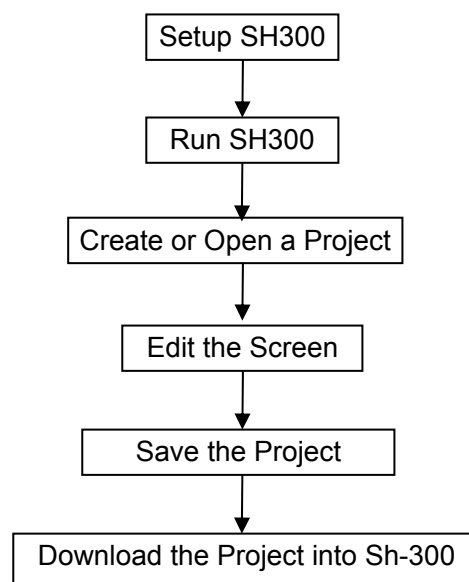 Setup SH300
Run SH300
Create or Open a Project
Edit the Screen
Save the Project
Download the Project into Sh-300